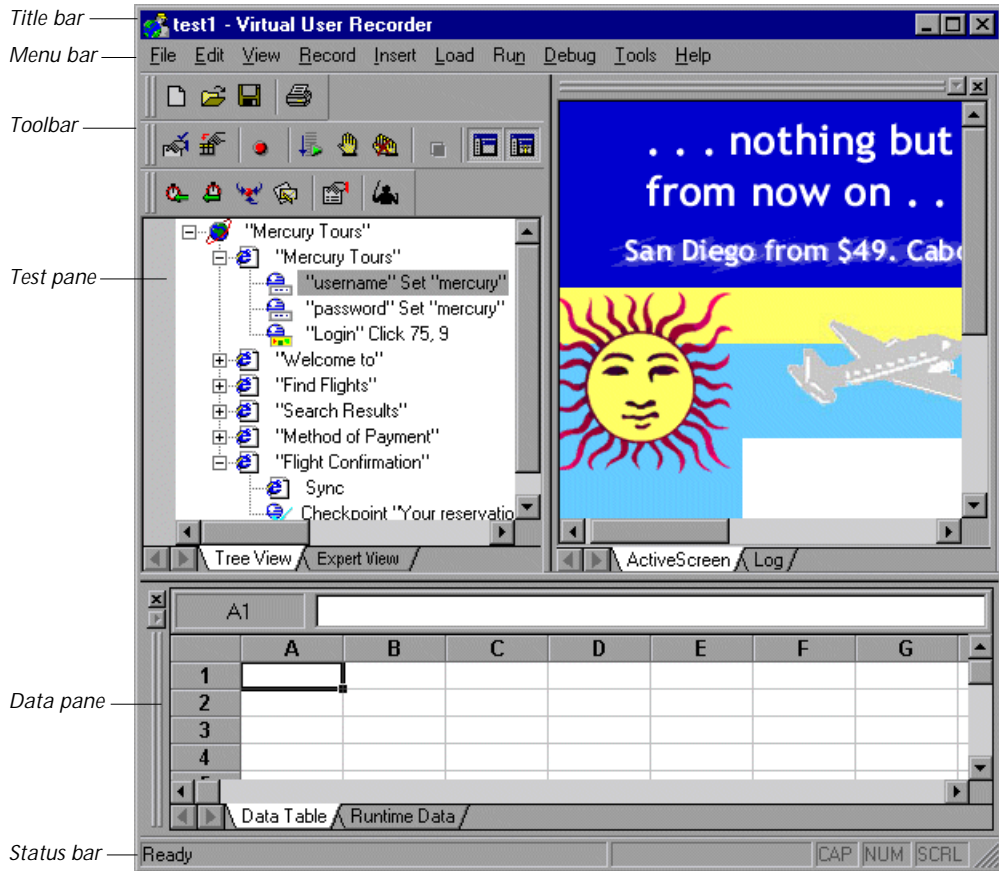 Title bar
test1 - Virtual User Recorder
Menu bar
File Edit View Record Insert Load Run Debug Tools Help
Toolbar
. . . nothing but
from now on . .
San Diego from $49. Cabo
Test pane
"Mercury Tours"
"Mercury Tours"
"username" Set "mercury"
"password" Set "mercury"
"Login" Click 75, 9
"Welcome to"
"Find Flights"
"Search Results"
"Method of Payment"
"Flight Confirmation"
Sync
Checkpoint "Your reservatio
Tree View Expert View
ActiveScreen Log
Data pane
A1
A B C D E F G
1
2
3
4
Data Table Runtime Data
Status bar
Ready
CAP NUM SCRL